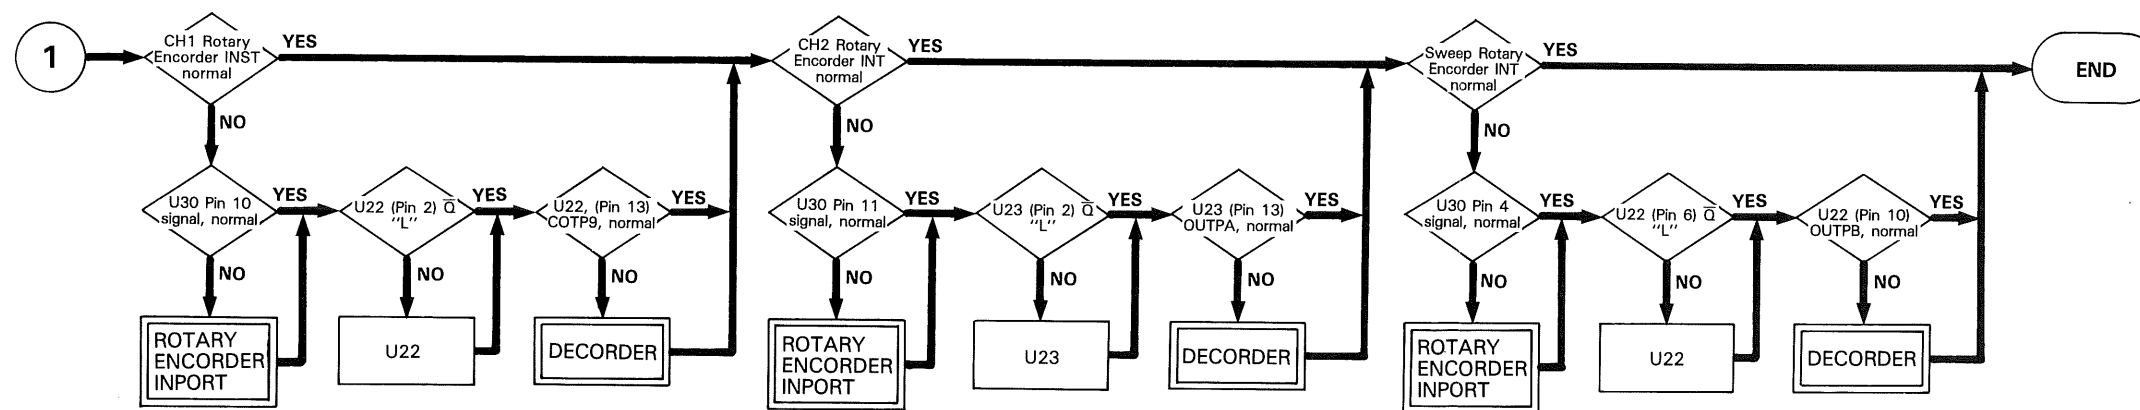 1
CH1 Rotary
Encorder INST
normal
YES
NO
U30 Pin 10
signal, normal
YES
NO
ROTARY
ENCORDER
INPORT
U22 (Pin 2) Q̅
"L"
YES
NO
U22
U22, (Pin 13)
COTP9, normal
YES
NO
DECORDER
CH2 Rotary
Encorder INT
normal
YES
NO
U30 Pin 11
signal, normal
YES
NO
ROTARY
ENCORDER
INPORT
U23 (Pin 2) Q̅
"L"
YES
NO
U23
U23 (Pin 13)
OUTPA, normal
YES
NO
DECORDER
Sweep Rotary
Encorder INT
normal
YES
NO
U30 Pin 4
signal, normal
YES
NO
ROTARY
ENCORDER
INPORT
U22 (Pin 6) Q̅
"L"
YES
NO
U22
U22 (Pin 10)
OUTPB, normal
YES
NO
DECORDER
END